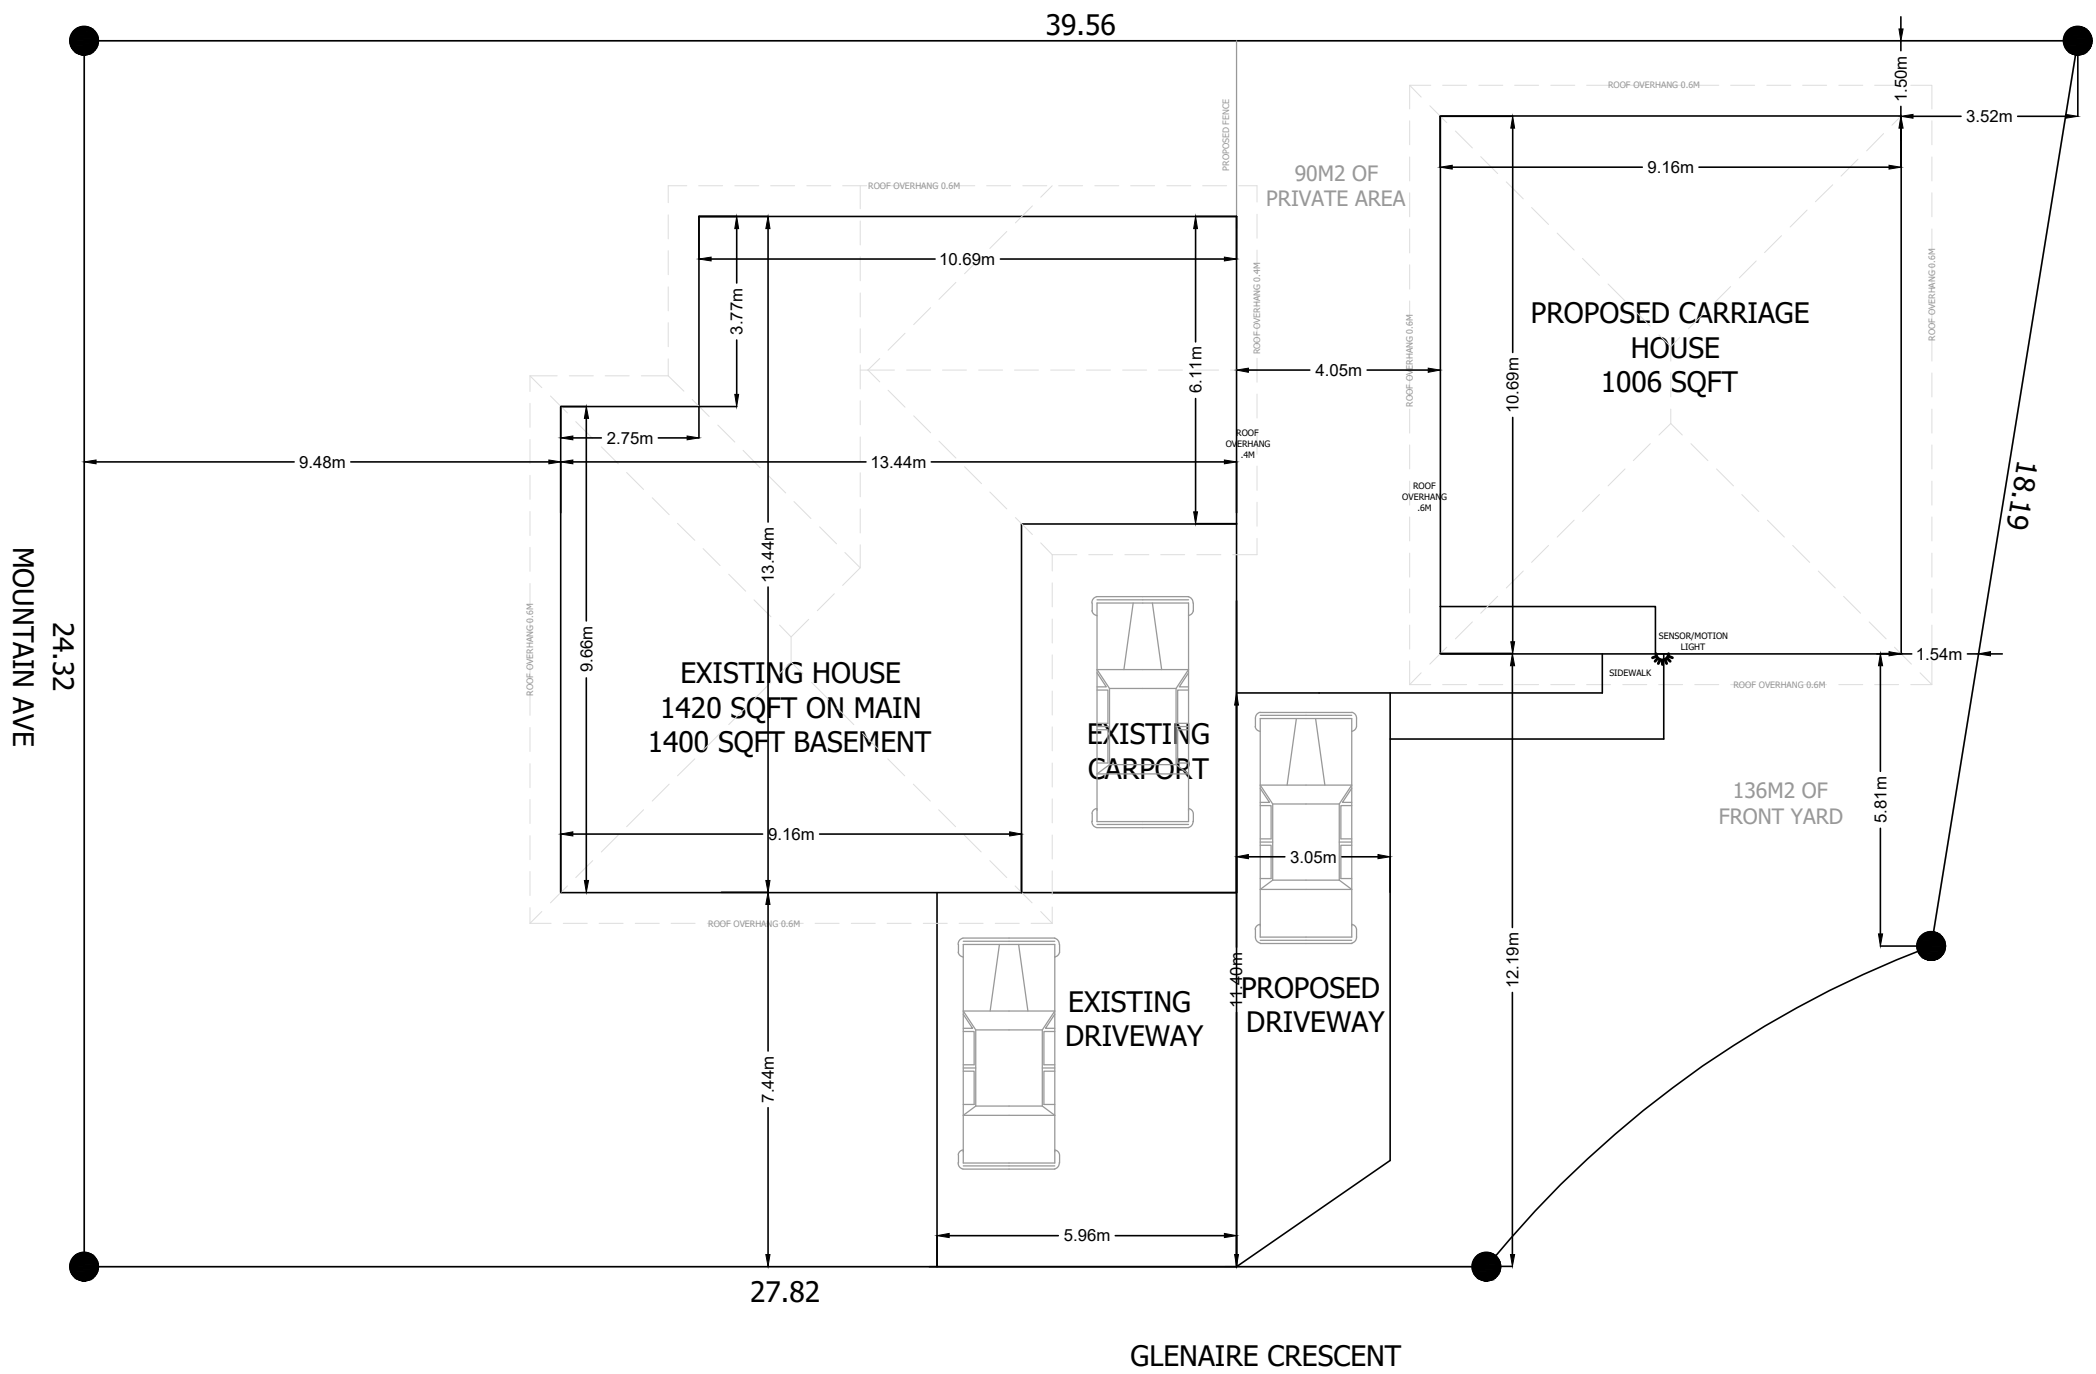 39.56
1.50m
ROOF OVERHANG 0.6M
3.52m
PROPOSED FENCE
9.16m
90M2 OF
PRIVATE AREA
ROOF OVERHANG 0.6M
10.69m
ROOF OVERHANG 0.4M
ROOF OVERHANG 0.6M
3.77m
PROPOSED CARRIAGE
HOUSE
1006 SQFT
6.11m
4.05m
ROOF OVERHANG 0.6M
10.69m
2.75m
ROOF
OVERHANG
.4M
9.48m
13.44m
ROOF
OVERHANG
.6M
18.19
13.44m
MOUNTAIN AVE
24.32
ROOF OVERHANG 0.6M
9.66m
SENSOR/MOTION
LIGHT
1.54m
SIDEWALK
ROOF OVERHANG 0.6M
EXISTING HOUSE
1420 SQFT ON MAIN
1400 SQFT BASEMENT
EXISTING
CARPORT
136M2 OF
FRONT YARD
5.81m
9.16m
3.05m
ROOF OVERHANG 0.6M
12.19m
11.40m
EXISTING
DRIVEWAY
PROPOSED
DRIVEWAY
7.44m
5.96m
27.82
GLENAIRE CRESCENT